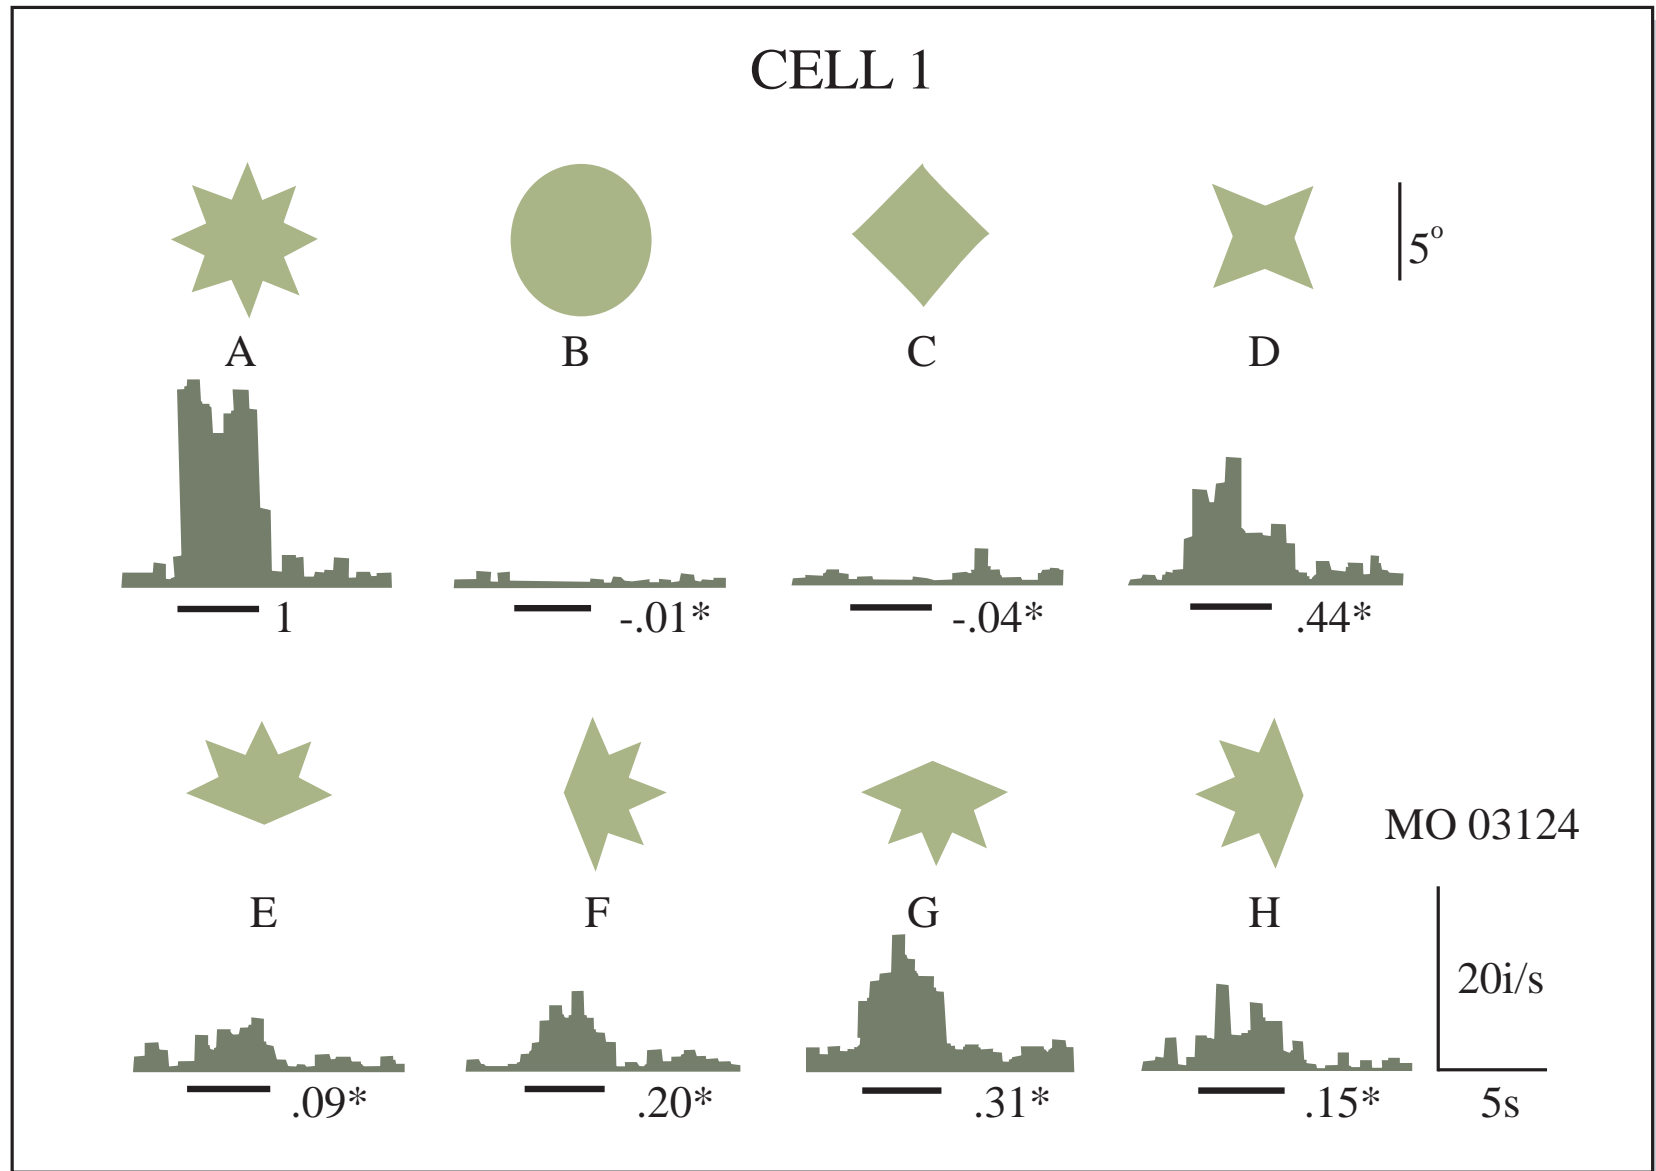 CELL 1
5°
A B C D
1 -.01* -.04* .44*
MO 03124
E F G H
20i/s
.09* .20* .31* .15* 5s